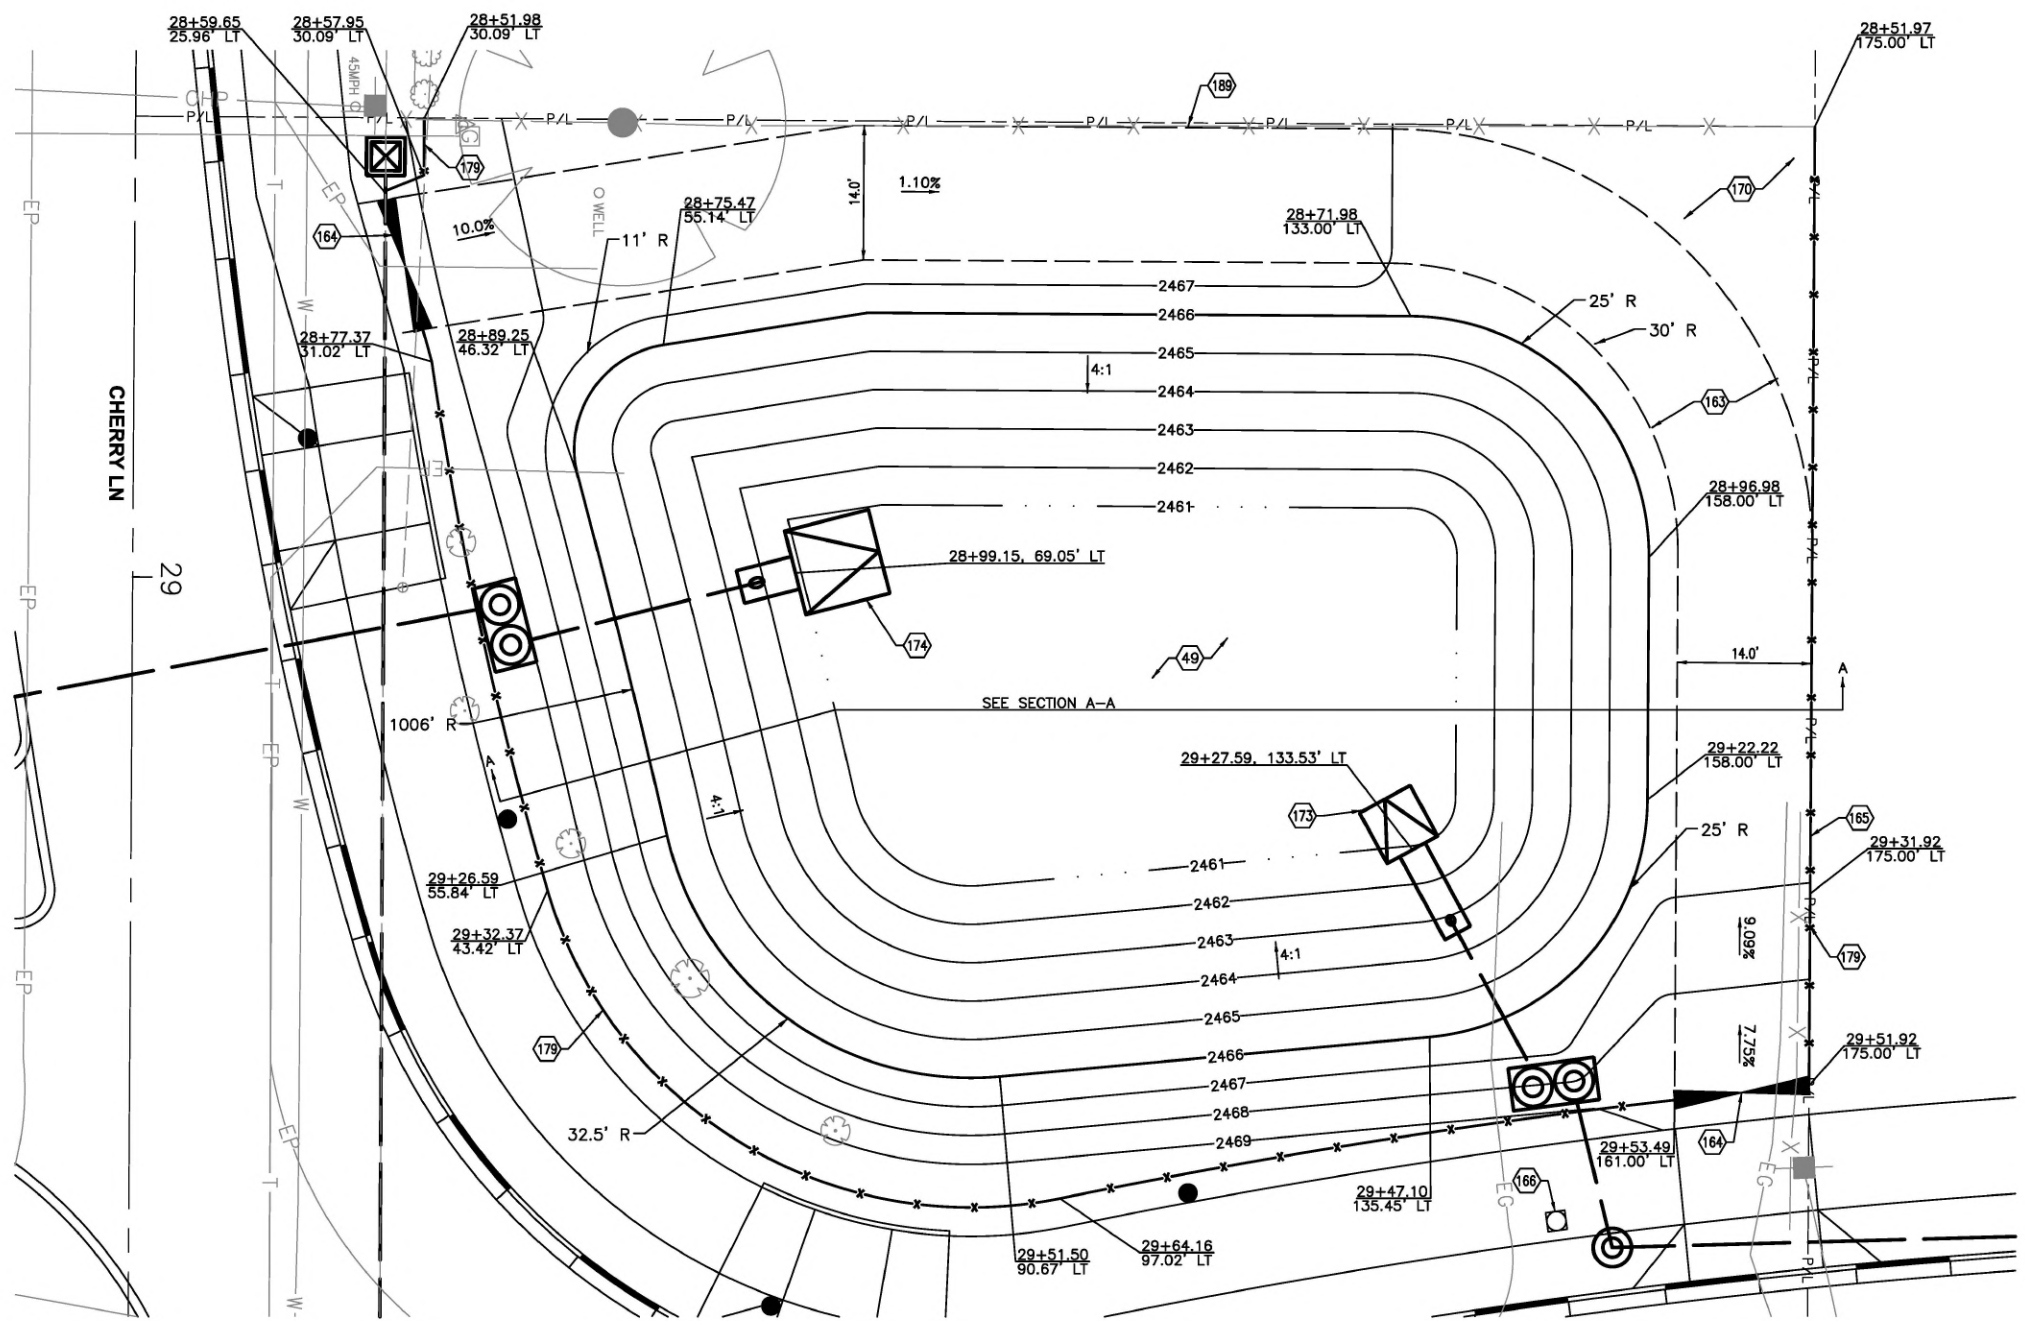 28+59.65
25.96' LT
28+57.95
30.09' LT
28+51.98
30.09' LT
28+51.97
175.00' LT
45MPH
189
P/L
P/L
P/L
P/L
P/L
P/L
P/L
P/L
179
170
P/L
14.0'
1.10%
WELL
T
EP
EP
28+75.47
55.14' LT
28+71.98
133.00' LT
164
10.0%
11' R
2467
25' R
W
2466
30' R
28+77.37
31.02' LT
28+89.25
46.32' LT
2465
4:1
P/L
2464
163
CHERRY LN
2463
EP
2462
28+96.98
158.00' LT
2461
P/L
28+99.15, 69.05' LT
29
EP
174
49
14.0'
A
T
SEE SECTION A-A
1006' R
P/L
EP
A
29+27.59, 133.53' LT
29+22.22
158.00' LT
W
4:1
173
165
25' R
29+31.92
175.00' LT
2461
29+26.59
55.84' LT
2462
P/L
9.09%
29+32.37
43.42' LT
2463
4:1
179
EP
2464
2465
179
2466
7.75%
29+51.92
175.00' LT
2467
2468
32.5' R
EP
2469
29+53.49
161.00' LT
164
T
EG
166
EG
29+47.10
135.45' LT
29+51.50
90.67' LT
29+64.16
97.02' LT
P/L
W